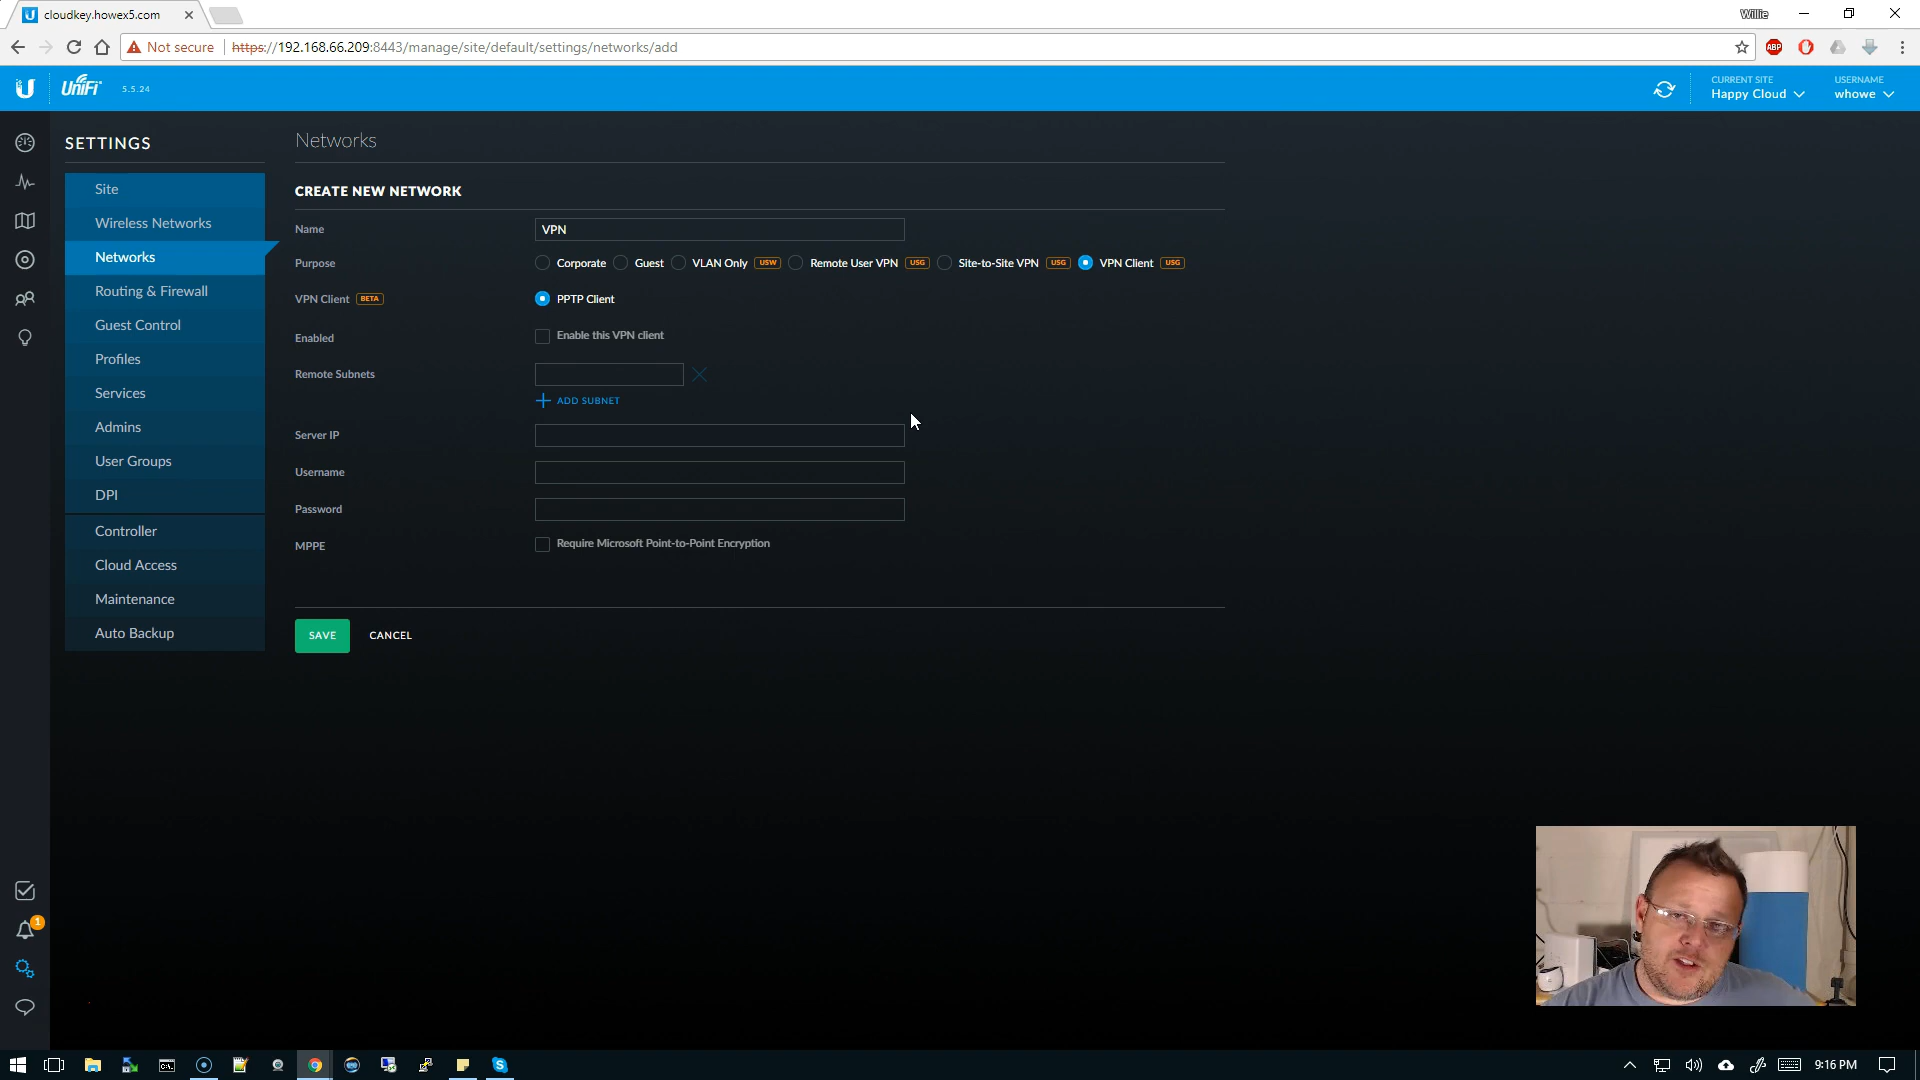 cloudkey.howex5.com
Willie
Not secure
https://192.168.66.209:8443/manage/site/default/settings/networks/add
ABP
UniFi
5.5.24
CURRENT SITE
Happy Cloud
USERNAME
whowe
SETTINGS
Site
Wireless Networks
Networks
Routing & Firewall
Guest Control
Profiles
Services
Admins
User Groups
DPI
Controller
Cloud Access
Maintenance
Auto Backup
Networks
CREATE NEW NETWORK
Name VPN
Purpose Corporate Guest VLAN Only USW Remote User VPN USG Site-to-Site VPN USG VPN Client USG
VPN Client BETA PPTP Client
Enabled Enable this VPN client
Remote Subnets
ADD SUBNET
Server IP
Username
Password
MPPE Require Microsoft Point-to-Point Encryption
SAVE CANCEL
1
9:16 PM